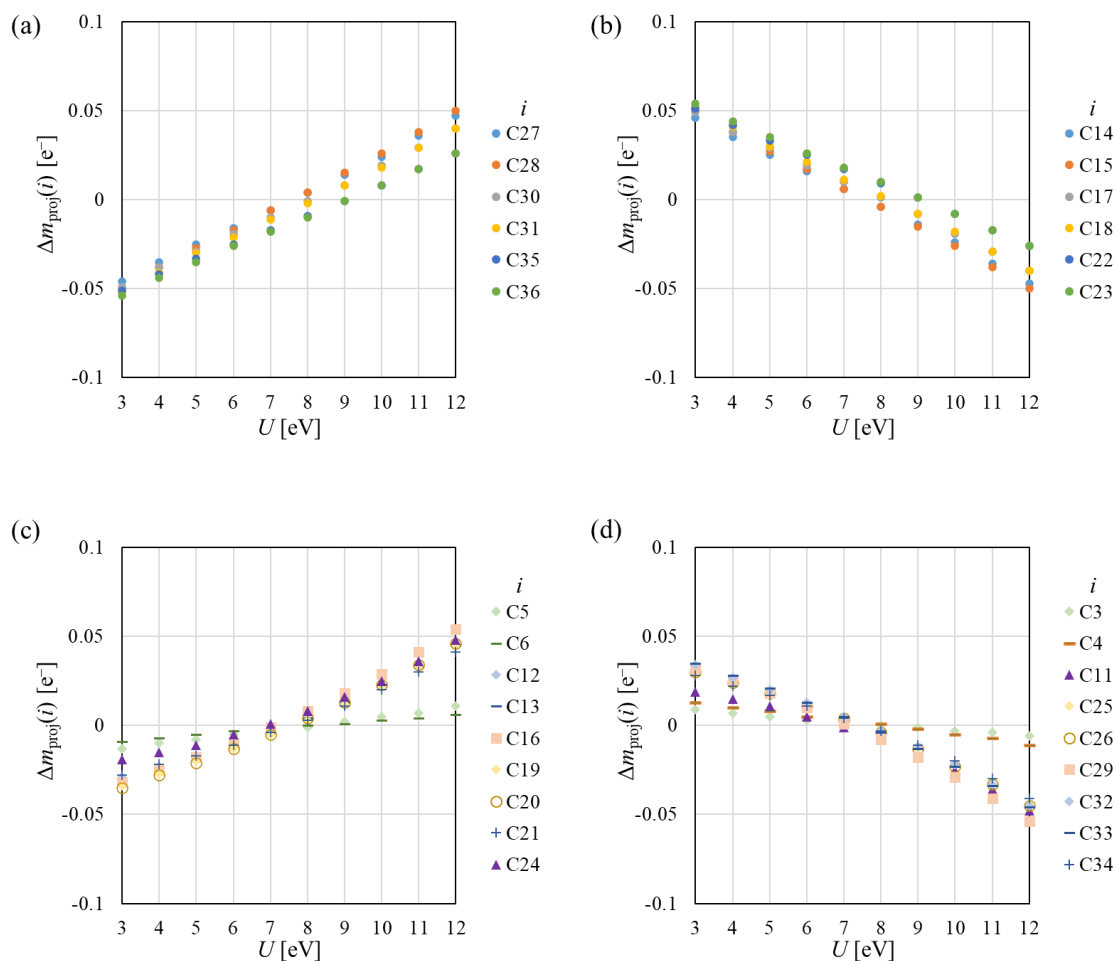 (a)
0.1
0.05
0
-0.05
-0.1
Δm_proj(i) [e⁻]
3 4 5 6 7 8 9 10 11 12
U [eV]
i
C27
C28
C30
C31
C35
C36
(b)
0.1
0.05
0
-0.05
-0.1
Δm_proj(i) [e⁻]
3 4 5 6 7 8 9 10 11 12
U [eV]
i
C14
C15
C17
C18
C22
C23
(c)
0.1
0.05
0
-0.05
-0.1
Δm_proj(i) [e⁻]
3 4 5 6 7 8 9 10 11 12
U [eV]
i
C5
C6
C12
C13
C16
C19
C20
C21
C24
(d)
0.1
0.05
0
-0.05
-0.1
Δm_proj(i) [e⁻]
3 4 5 6 7 8 9 10 11 12
U [eV]
i
C3
C4
C11
C25
C26
C29
C32
C33
C34